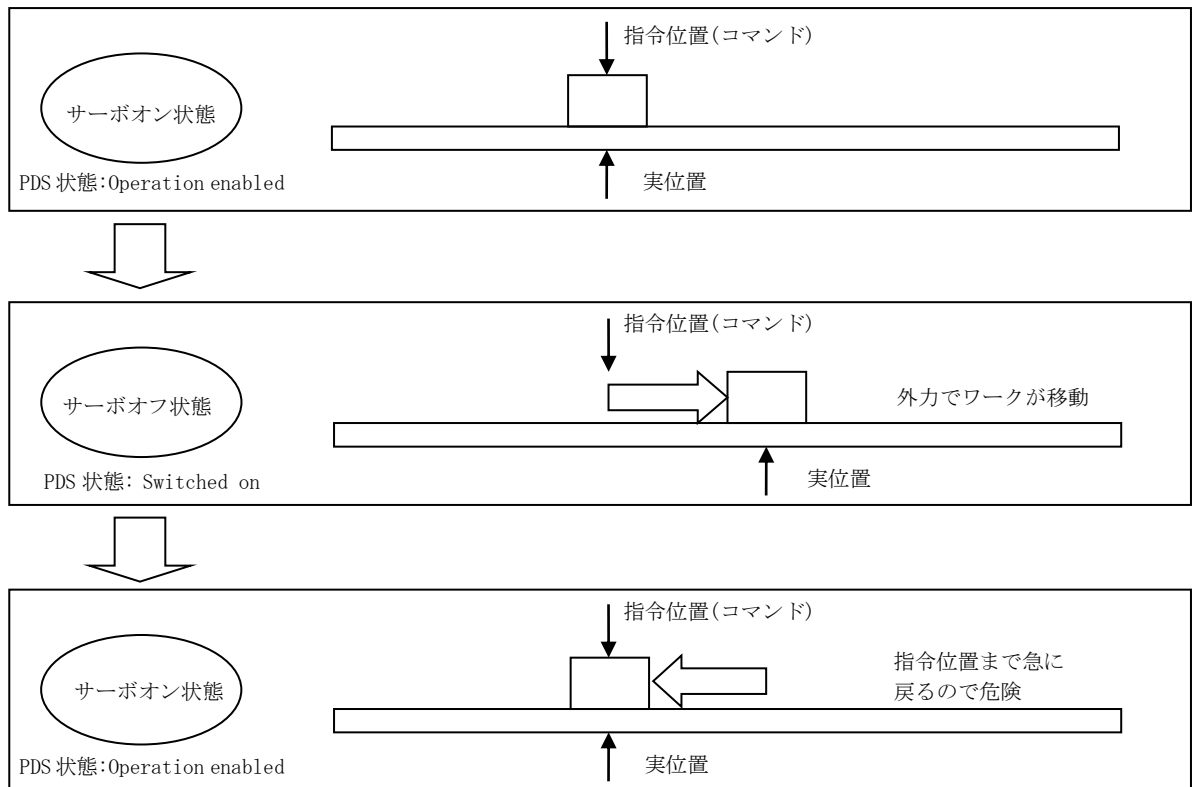 指令位置(コマンド)
サーボオン状態
PDS 状態:Operation enabled
実位置
指令位置(コマンド)
サーボオフ状態
外力でワークが移動
PDS 状態: Switched on
実位置
指令位置(コマンド)
サーボオン状態
指令位置まで急に
戻るので危険
PDS 状態:Operation enabled
実位置